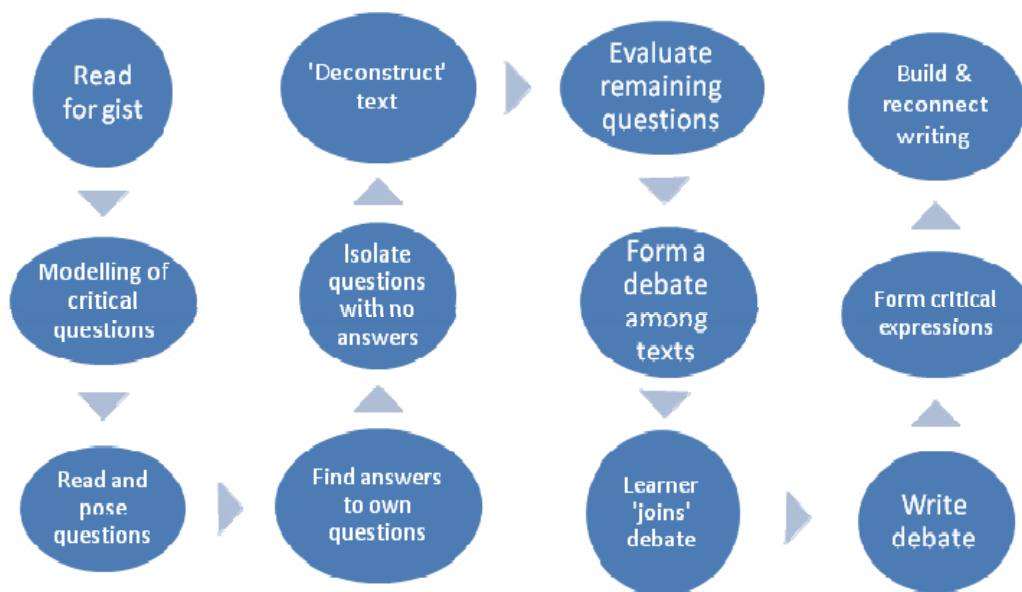 Read
for gist
Modelling of
critical
questions
Read and
pose
questions
Find answers
to own
questions
Isolate
questions
with no
answers
'Deconstruct'
text
Evaluate
remaining
questions
Form a
debate
among
texts
Learner
'joins'
debate
Write
debate
Form critical
expressions
Build &
reconnect
writing